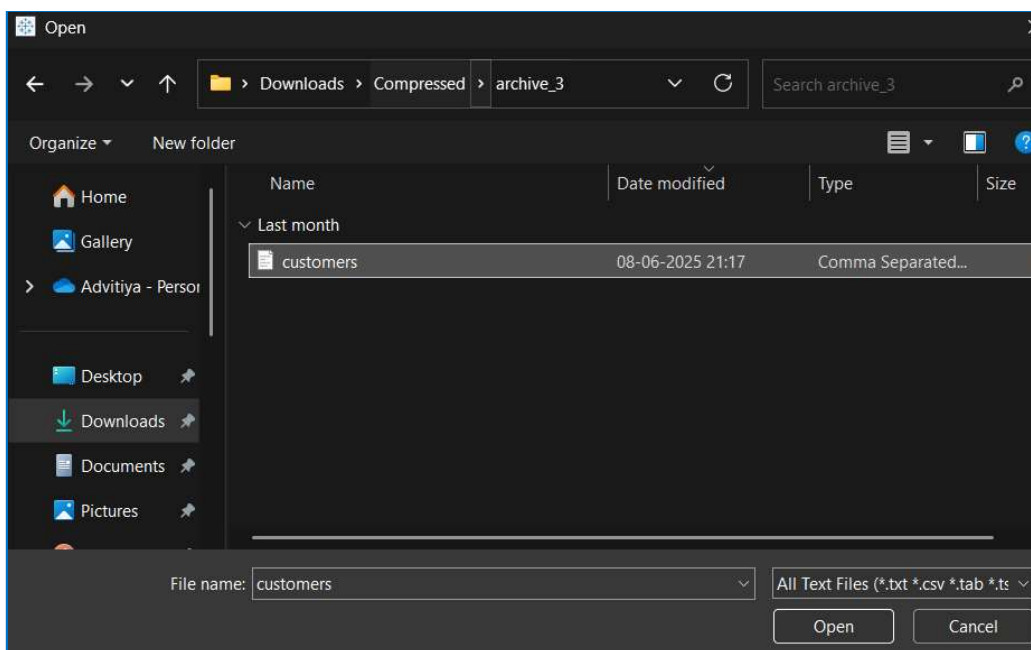 Open
Downloads > Compressed > archive_3
Search archive_3
Organize
New folder
Name
Date modified
Type
Size
Home
Last month
Gallery
customers
08-06-2025 21:17
Comma Separated...
Advitiya - Person
Desktop
Downloads
Documents
Pictures
File name: customers
All Text Files (*.txt *.csv *.tab *.ts
Open
Cancel